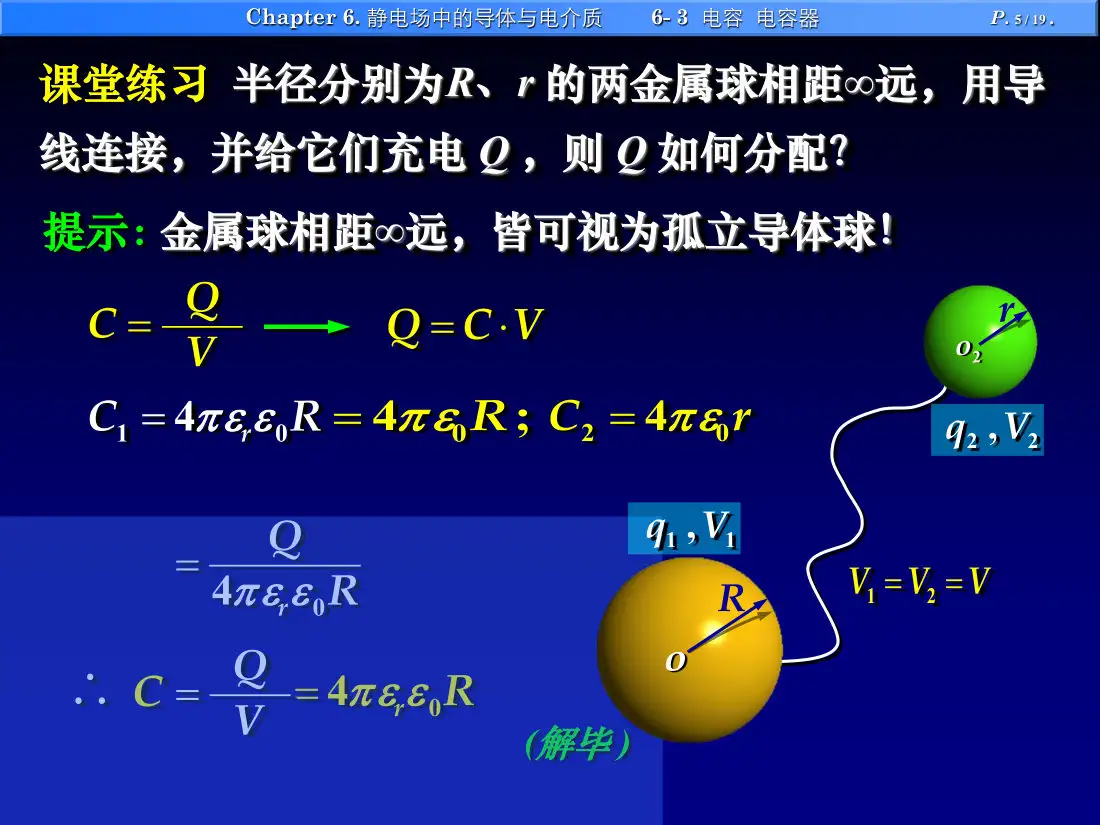 Chapter 6. 静电场中的导体与电介质 6- 3 电容 电容器 P. 5 / 19 .
课堂练习 半径分别为R、r 的两金属球相距∞远，用导
线连接，并给它们充电 Q ，则 Q 如何分配？
提示：金属球相距∞远，皆可视为孤立导体球！
C = Q / V → Q = C · V
C₁ = 4πεᵣε₀R = 4πε₀R ; C₂ = 4πε₀r
= Q / 4πεᵣε₀R
∴ C = Q / V = 4πεᵣε₀R
(解毕)
r
o₂
q₂ , V₂
q₁ , V₁
R
o
V₁ = V₂ = V